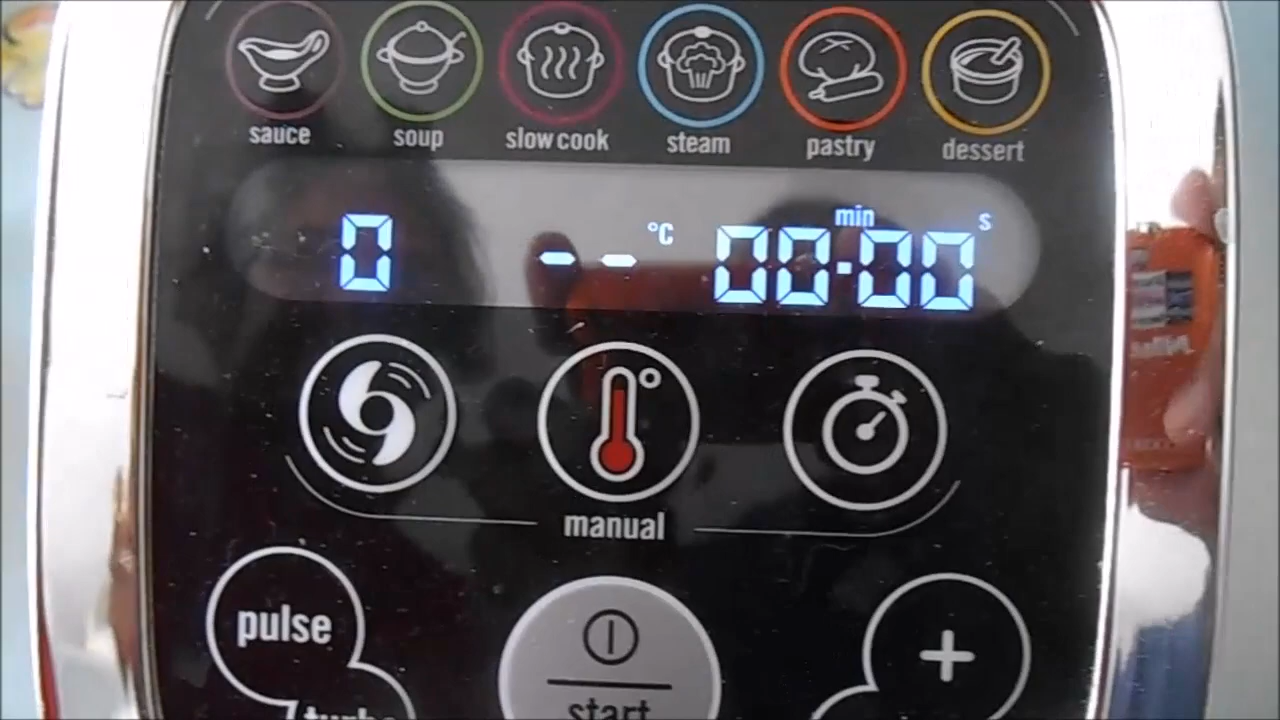 sauce soup slow cook steam pastry dessert
0 -- °C 00:00 min s
manual
pulse
+
turbo
start